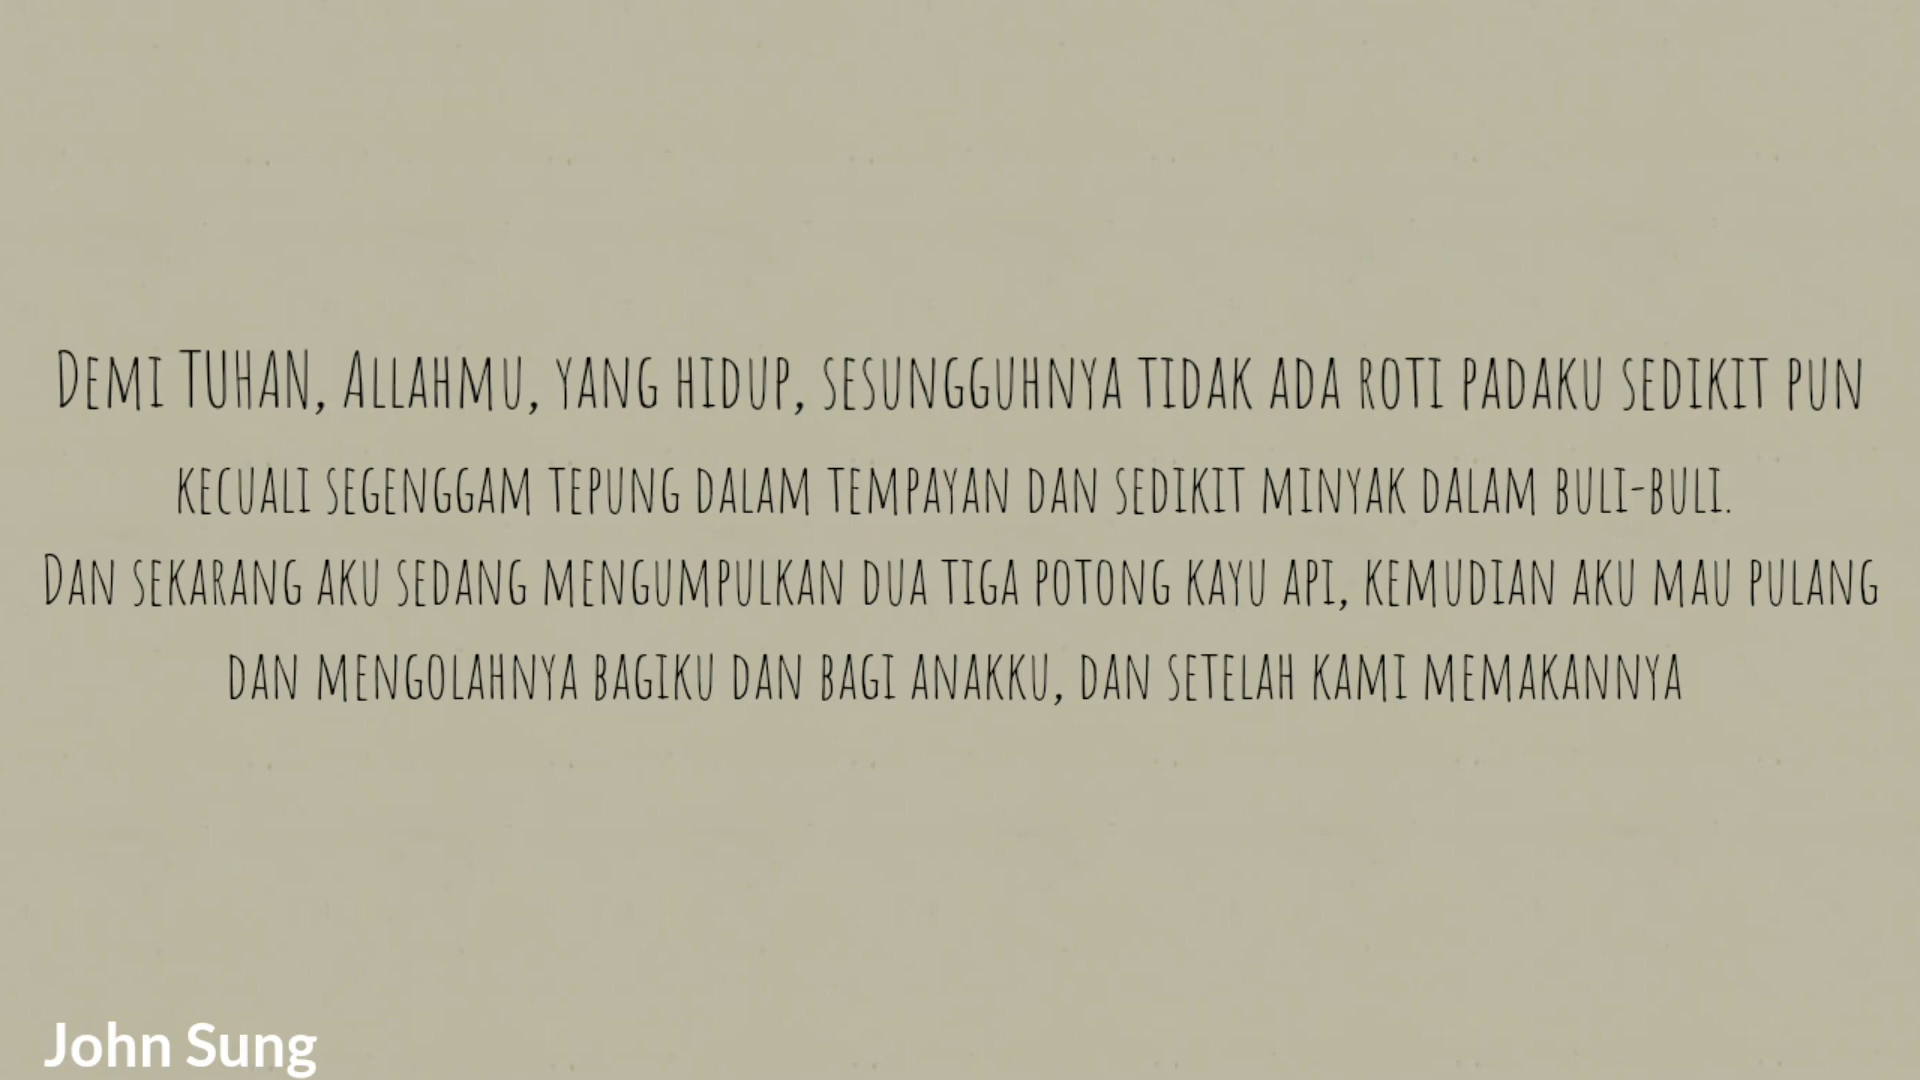 Demi TUHAN, Allahmu, yang hidup, sesungguhnya tidak ada roti padaku sedikit pun
kecuali segenggam tepung dalam tempayan dan sedikit minyak dalam buli-buli.
Dan sekarang aku sedang mengumpulkan dua tiga potong kayu api, kemudian aku mau pulang
dan mengolahnya bagiku dan bagi anakku, dan setelah kami memakannya
John Sung